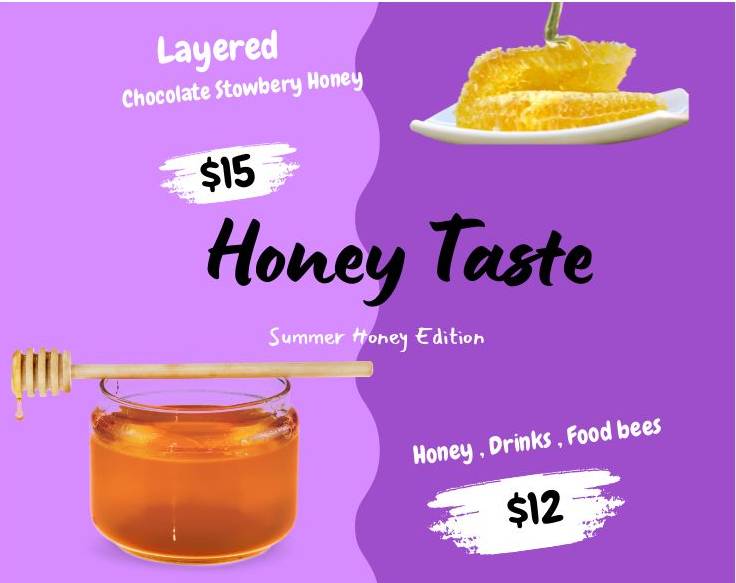 Layered
Chocolate Stowbery Honey
$15
Honey Taste
Summer Honey Edition
Honey , Drinks , Food bees
$12